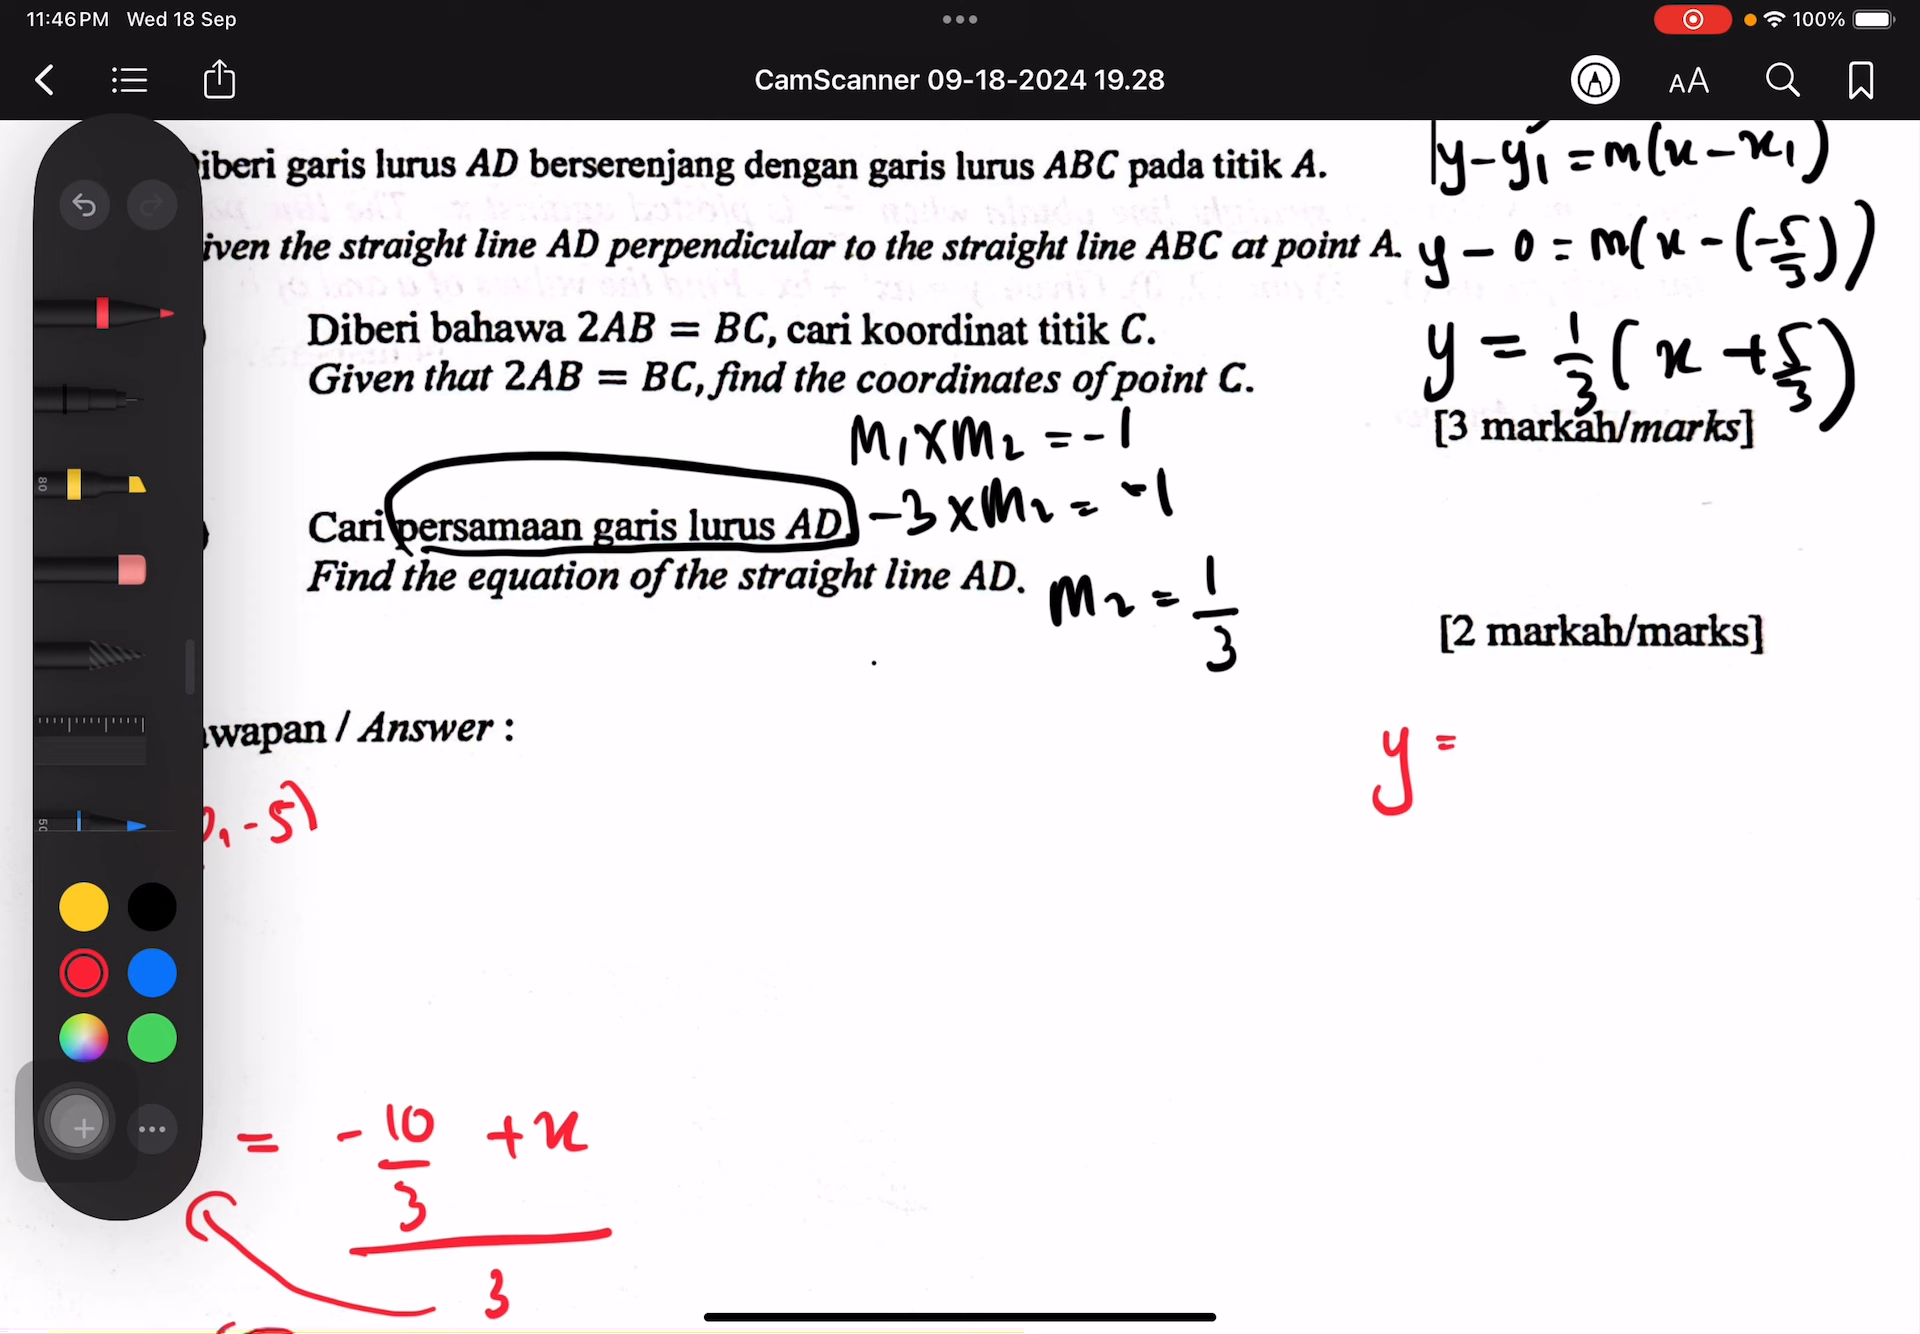 11:46 PM Wed 18 Sep
100%
CamScanner 09-18-2024 19.28
AA
iberi garis lurus AD berserenjang dengan garis lurus ABC pada titik A.
iven the straight line AD perpendicular to the straight line ABC at point A.
y-y₁ = m(x-x₁)
y - 0 = m(x-(-5/3))
y = 1/3(x+5/3)
Diberi bahawa 2AB = BC, cari koordinat titik C.
Given that 2AB = BC, find the coordinates of point C.
[3 markah/marks]
M₁×M₂ = -1
-3×M₂ = -1
M₂ = 1/3
Cari persamaan garis lurus AD.
Find the equation of the straight line AD.
[2 markah/marks]
wapan / Answer :
y =
, -5)
80
50
= -10/3 + x
3